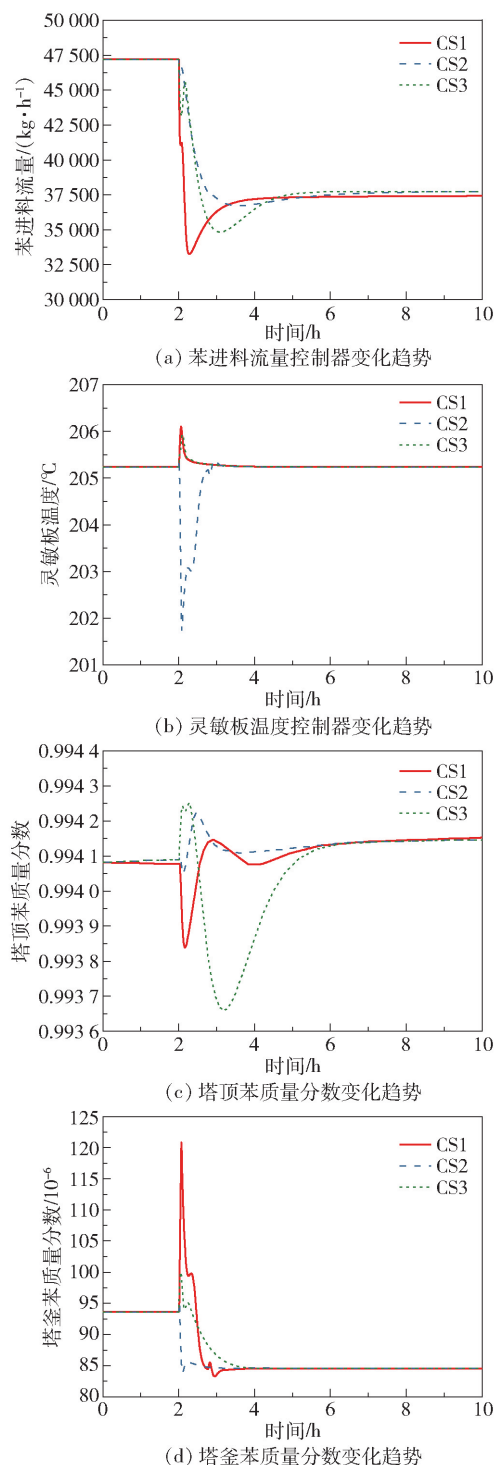 50 000
47 500
45 000
42 500
40 000
37 500
35 000
32 500
30 000
苯进料流量/(kg·h⁻¹)
CS1
CS2
CS3
0 2 4 6 8 10
时间/h
(a) 苯进料流量控制器变化趋势
207
206
205
204
203
202
201
灵敏板温度/℃
CS1
CS2
CS3
0 2 4 6 8 10
时间/h
(b) 灵敏板温度控制器变化趋势
0.994 4
0.994 3
0.994 2
0.994 1
0.994 0
0.993 9
0.993 8
0.993 7
0.993 6
塔顶苯质量分数
CS1
CS2
CS3
0 2 4 6 8 10
时间/h
(c) 塔顶苯质量分数变化趋势
125
120
115
110
105
100
95
90
85
80
塔釜苯质量分数/10⁻⁶
CS1
CS2
CS3
0 2 4 6 8 10
时间/h
(d) 塔釜苯质量分数变化趋势